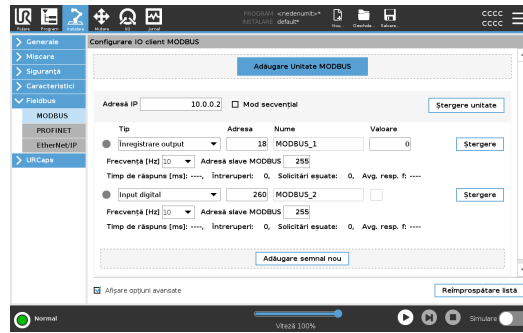 PROGRAM <nedenumit>*
INSTALARE default*
CCCC
CCCC
Rulare Program Instalare Mutare I/O Jurnal Nou... Deschide... Salvare...
Generale
Mișcare
Siguranță
Caracteristici
Fieldbus
MODBUS
PROFINET
EtherNet/IP
URCaps
Configurare IO client MODBUS
Adăugare Unitate MODBUS
Adresă IP 10.0.0.2 Mod secvențial Ștergere unitate
Tip Adresa Nume Valoare
Înregistrare output 18 MODBUS_1 0 Ștergere
Frecvență [Hz] 10 Adresă slave MODBUS 255
Timp de răspuns [ms]: ----, Întreruperi: 0, Solicitări eșuate: 0, Avg. resp. f: ----
Input digital 260 MODBUS_2 Ștergere
Frecvență [Hz] 10 Adresă slave MODBUS 255
Timp de răspuns [ms]: ----, Întreruperi: 0, Solicitări eșuate: 0, Avg. resp. f: ----
Adăugare semnal nou
Afișare opțiuni avansate Reîmprospătare listă
Normal Viteză 100% Simulare